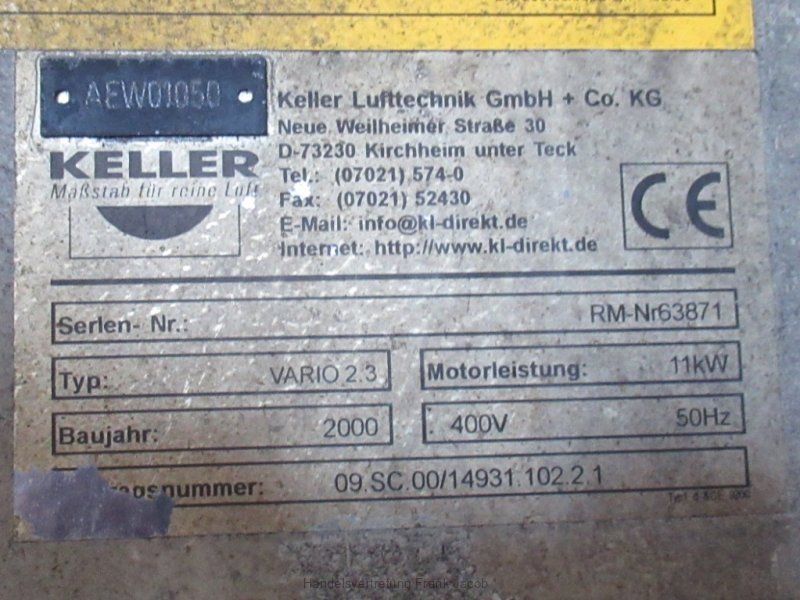 AEW01050
Keller Lufttechnik GmbH + Co. KG
Neue Weilheimer Straße 30
D-73230 Kirchheim unter Teck
Tel.: (07021) 574-0
Fax: (07021) 52430
E-Mail: info@kl-direkt.de
Internet: http://www.kl-direkt.de
KELLER
Maßstab für reine Luft
CE
Serien- Nr.: RM-Nr63871
Typ: VARIO 2.3
Motorleistung: 11kW
Baujahr: 2000
400V 50Hz
09.SC.00/14931.102.2.1
Handelsvertretung Frank Jacob